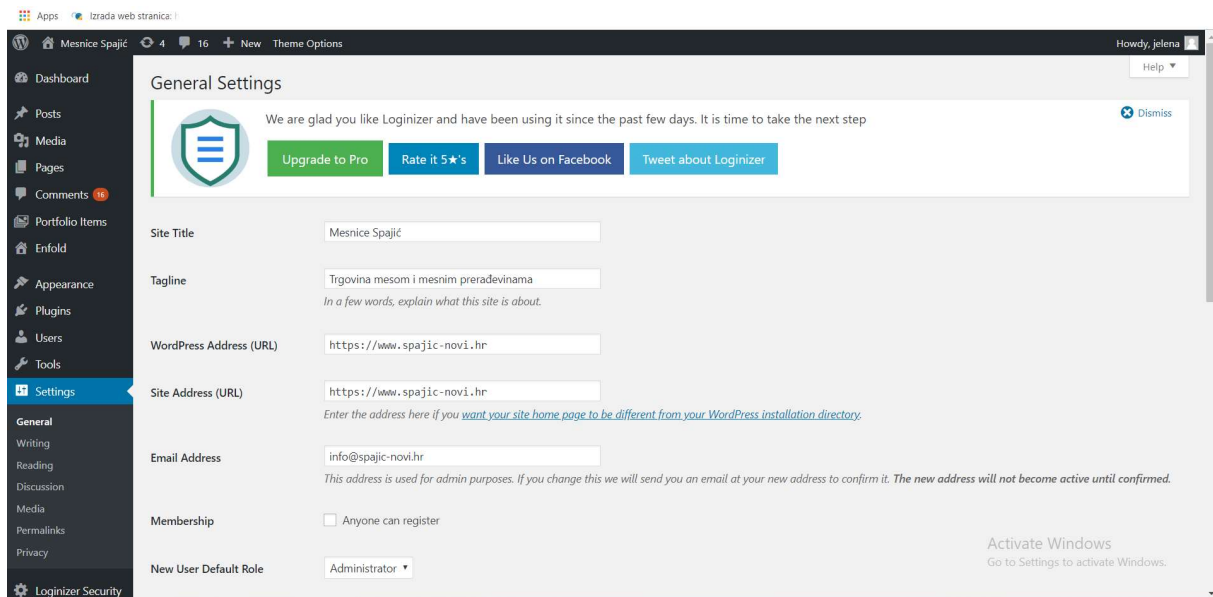 Apps Izrada web stranica:
Mesnice Spajić 4 16 New Theme Options Howdy, jelena
Help
Dashboard
Posts
Media
Pages
Comments 16
Portfolio Items
Enfold
Appearance
Plugins
Users
Tools
Settings
General
Writing
Reading
Discussion
Media
Permalinks
Privacy
Loginizer Security
General Settings
We are glad you like Loginizer and have been using it since the past few days. It is time to take the next step
Dismiss
Upgrade to Pro Rate it 5★'s Like Us on Facebook Tweet about Loginizer
Site Title Mesnice Spajić
Tagline Trgovina mesom i mesnim prerađevinama
In a few words, explain what this site is about.
WordPress Address (URL) https://www.spajic-novi.hr
Site Address (URL) https://www.spajic-novi.hr
Enter the address here if you want your site home page to be different from your WordPress installation directory.
Email Address info@spajic-novi.hr
This address is used for admin purposes. If you change this we will send you an email at your new address to confirm it. The new address will not become active until confirmed.
Membership Anyone can register
New User Default Role Administrator
Activate Windows
Go to Settings to activate Windows.